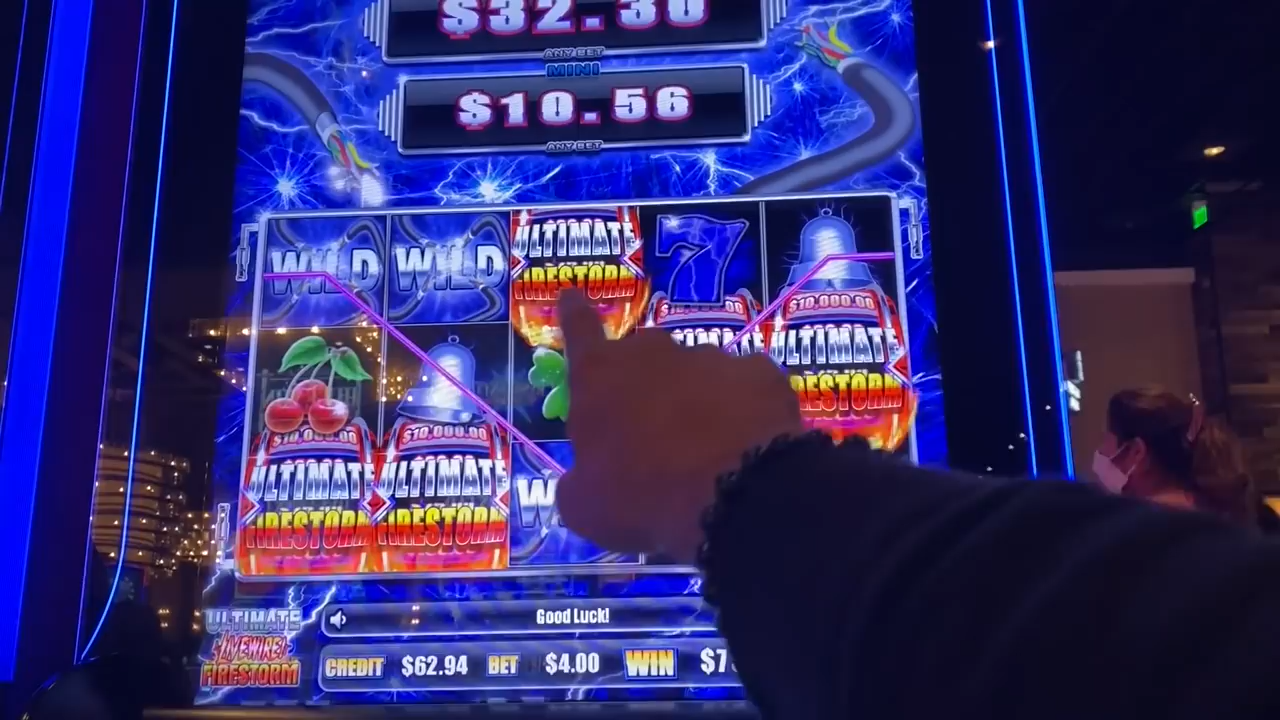 $32.30
ANY BET
MINI
$10.56
ANY BET
WILD
WILD
ULTIMATE
FIRESTORM
7
$10,000.00
ULTIMATE
FIRESTORM
$10,000.00
ULTIMATE
FIRESTORM
$10,000.00
ULTIMATE
FIRESTORM
Good Luck!
ULTIMATE
LIVEWIRE!
FIRESTORM
CREDIT $62.94 BET $4.00 WIN